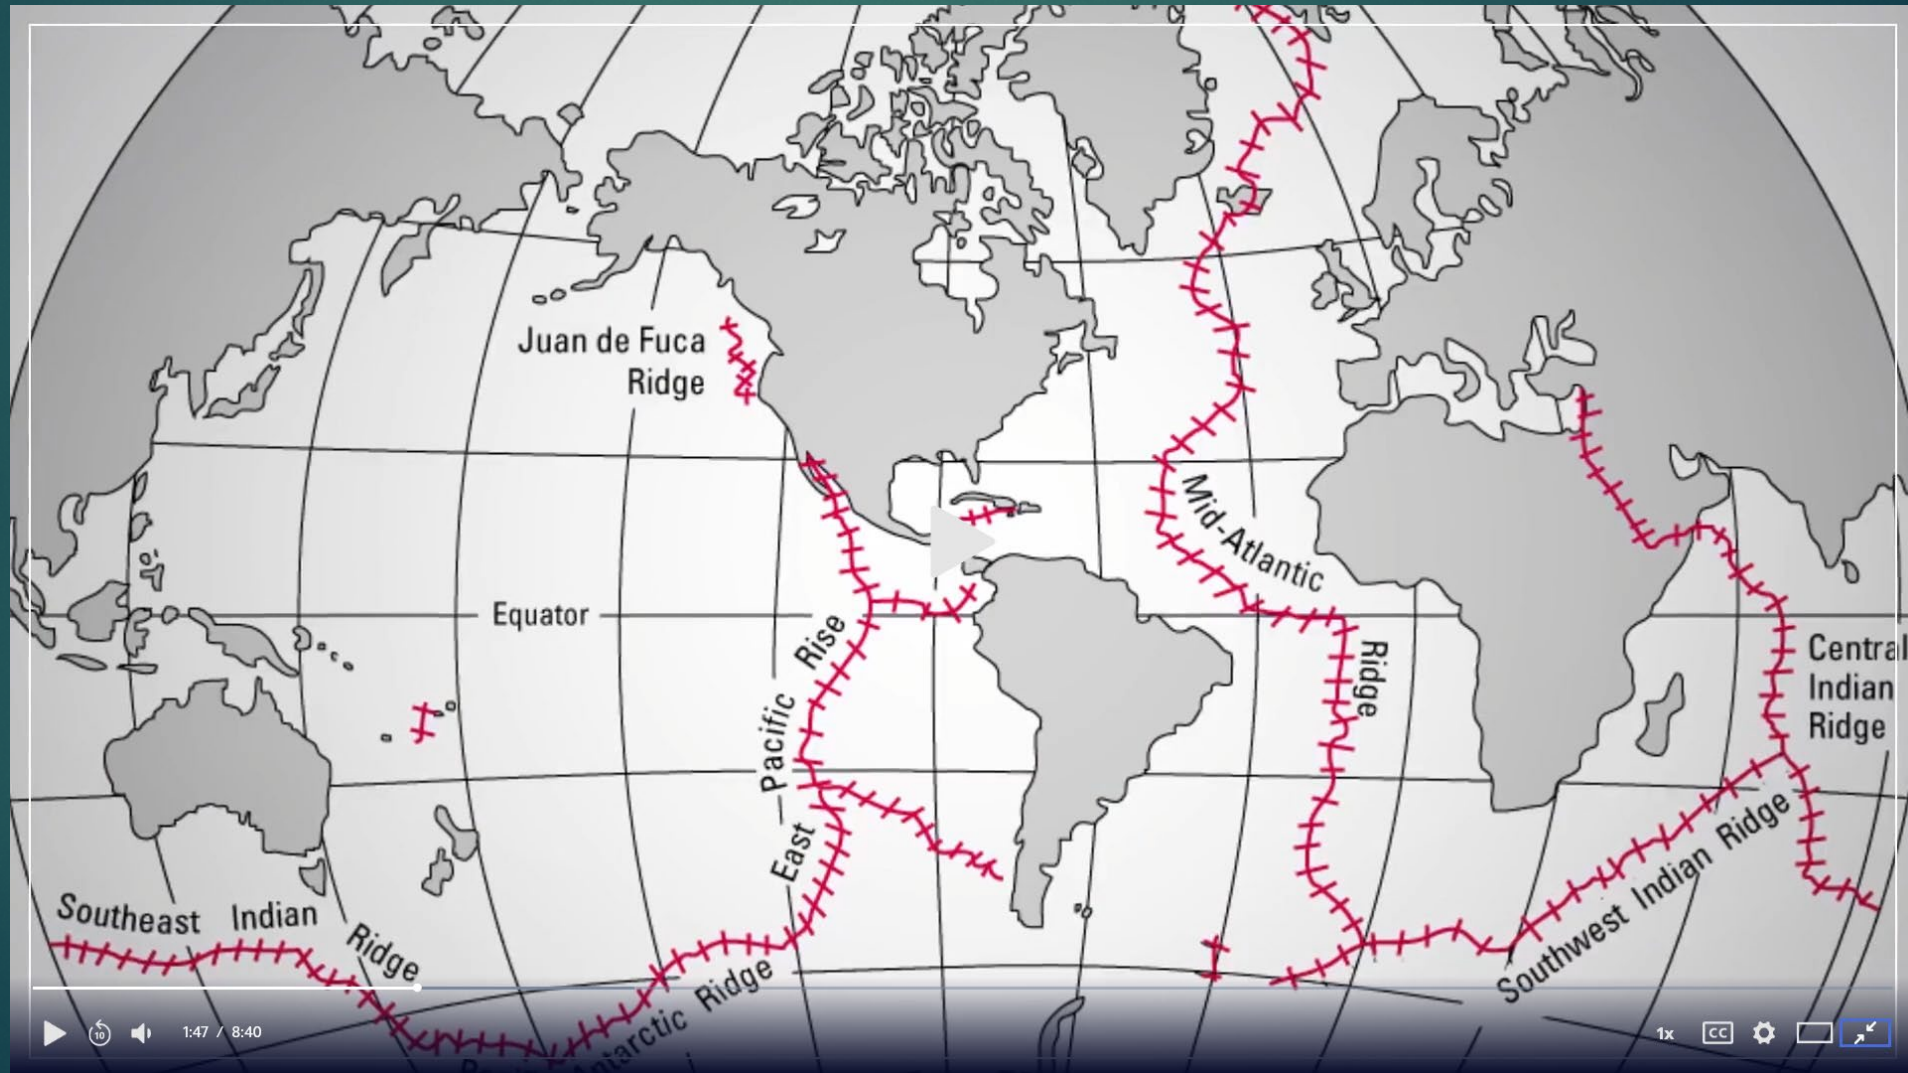 Juan de Fuca
Ridge
Mid-Atlantic
Ridge
Equator
East Pacific Rise
Central
Indian
Ridge
Southeast Indian Ridge
Southwest Indian Ridge
Antarctic Ridge
10
1:47 / 8:40
1x
CC